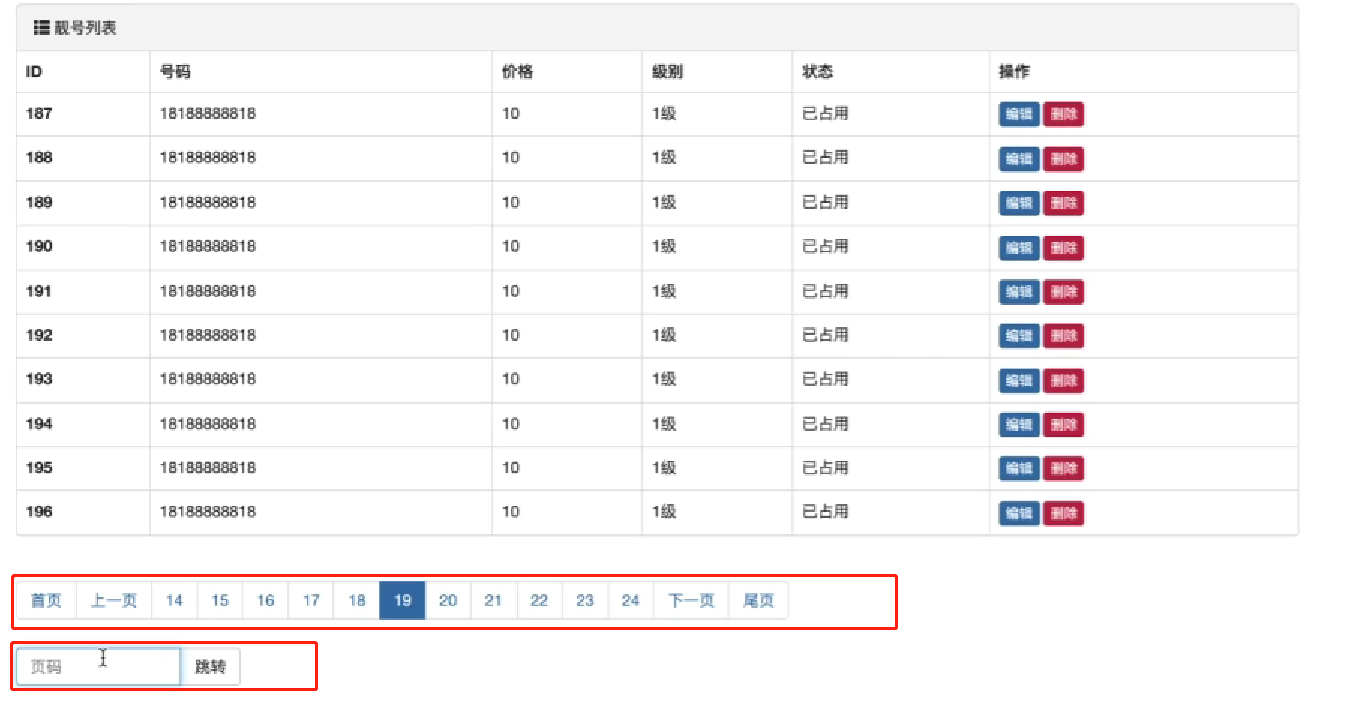 靓号列表
ID 号码 价格 级别 状态 操作
187 18188888818 10 1级 已占用 编辑 删除
188 18188888818 10 1级 已占用 编辑 删除
189 18188888818 10 1级 已占用 编辑 删除
190 18188888818 10 1级 已占用 编辑 删除
191 18188888818 10 1级 已占用 编辑 删除
192 18188888818 10 1级 已占用 编辑 删除
193 18188888818 10 1级 已占用 编辑 删除
194 18188888818 10 1级 已占用 编辑 删除
195 18188888818 10 1级 已占用 编辑 删除
196 18188888818 10 1级 已占用 编辑 删除
首页 上一页 14 15 16 17 18 19 20 21 22 23 24 下一页 尾页
页码 跳转